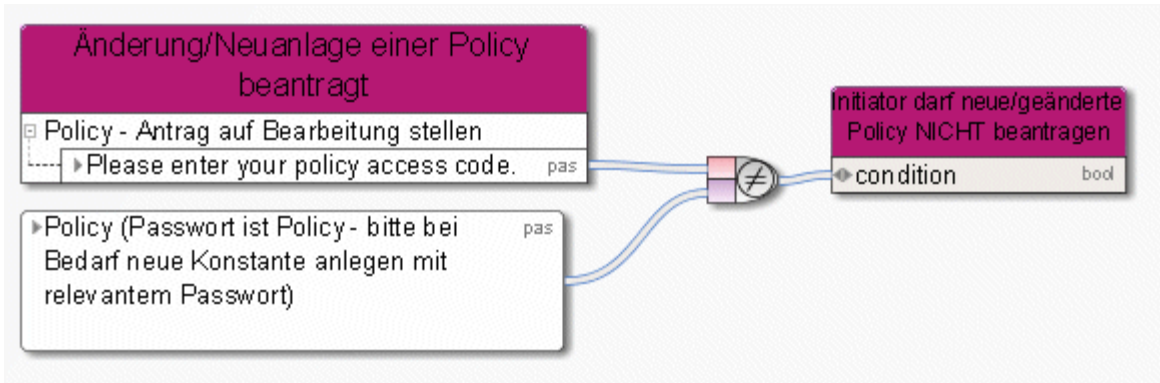 Änderung/Neuanlage einer Policy
beantragt
Policy - Antrag auf Bearbeitung stellen
Please enter your policy access code. pas
Policy (Passwort ist Policy - bitte bei pas
Bedarf neue Konstante anlegen mit
relevantem Passwort)
≠
Initiator darf neue/geänderte
Policy NICHT beantragen
condition bool